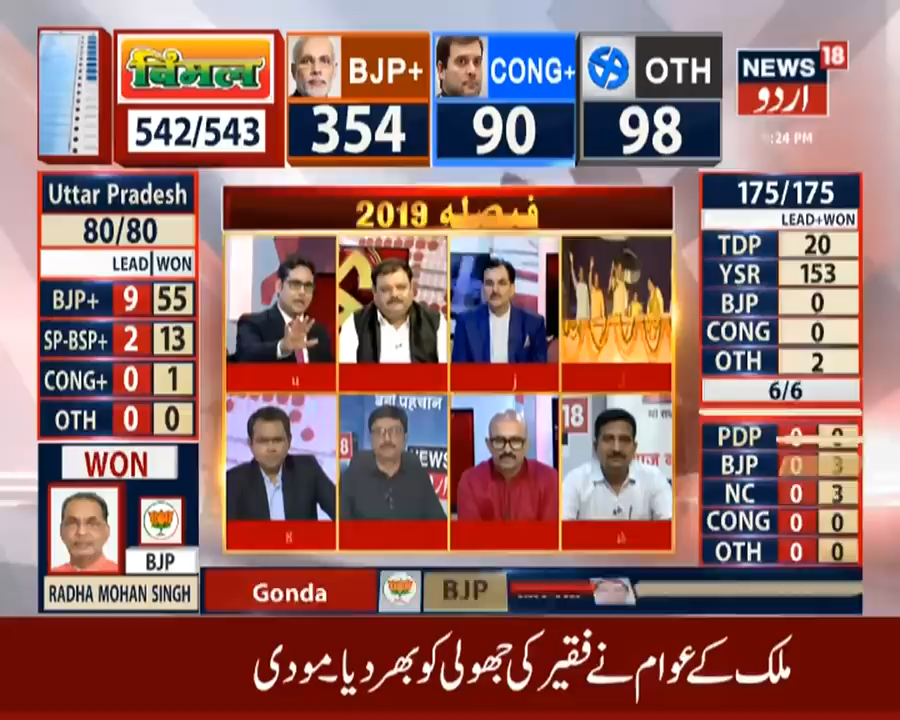 विमल
542/543
BJP+
354
CONG+
90
OTH
98
NEWS 18
اردو
:24 PM
Uttar Pradesh
80/80
LEAD WON
BJP+ 9 55
SP-BSP+ 2 13
CONG+ 0 1
OTH 0 0
WON
BJP
RADHA MOHAN SINGH
فیصلہ 2019
18
NEWS
175/175
LEAD+WON
TDP 20
YSR 153
BJP 0
CONG 0
OTH 2
6/6
PDP 0 0
BJP 0 3
NC 0 3
CONG 0 0
OTH 0 0
Gonda BJP
ملک کے عوام نے فقیر کی جھولی کو بھر دیا۔مودی